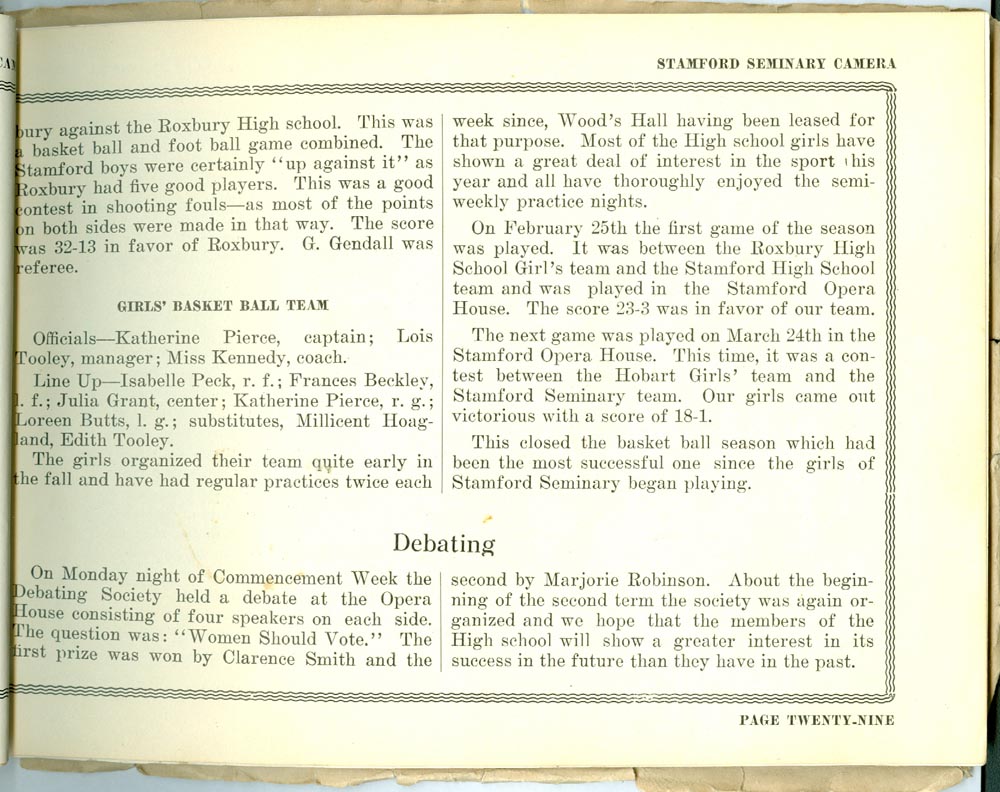 STAMFORD SEMINARY CAMERA
bury against the Roxbury High school. This was
a basket ball and foot ball game combined. The
Stamford boys were certainly "up against it" as
Roxbury had five good players. This was a good
contest in shooting fouls—as most of the points
on both sides were made in that way. The score
was 32-13 in favor of Roxbury. G. Gendall was
referee.
GIRLS' BASKET BALL TEAM
Officials—Katherine Pierce, captain; Lois
Tooley, manager; Miss Kennedy, coach.
Line Up—Isabelle Peck, r. f.; Frances Beckley,
l. f.; Julia Grant, center; Katherine Pierce, r. g.;
Loreen Butts, l. g.; substitutes, Millicent Hoag-
land, Edith Tooley.
The girls organized their team quite early in
the fall and have had regular practices twice each
week since, Wood's Hall having been leased for
that purpose. Most of the High school girls have
shown a great deal of interest in the sport this
year and all have thoroughly enjoyed the semi-
weekly practice nights.
On February 25th the first game of the season
was played. It was between the Roxbury High
School Girl's team and the Stamford High School
team and was played in the Stamford Opera
House. The score 23-3 was in favor of our team.
The next game was played on March 24th in the
Stamford Opera House. This time, it was a con-
test between the Hobart Girls' team and the
Stamford Seminary team. Our girls came out
victorious with a score of 18-1.
This closed the basket ball season which had
been the most successful one since the girls of
Stamford Seminary began playing.
Debating
On Monday night of Commencement Week the
Debating Society held a debate at the Opera
House consisting of four speakers on each side.
The question was: "Women Should Vote." The
first prize was won by Clarence Smith and the
second by Marjorie Robinson. About the begin-
ning of the second term the society was again or-
ganized and we hope that the members of the
High school will show a greater interest in its
success in the future than they have in the past.
PAGE TWENTY-NINE